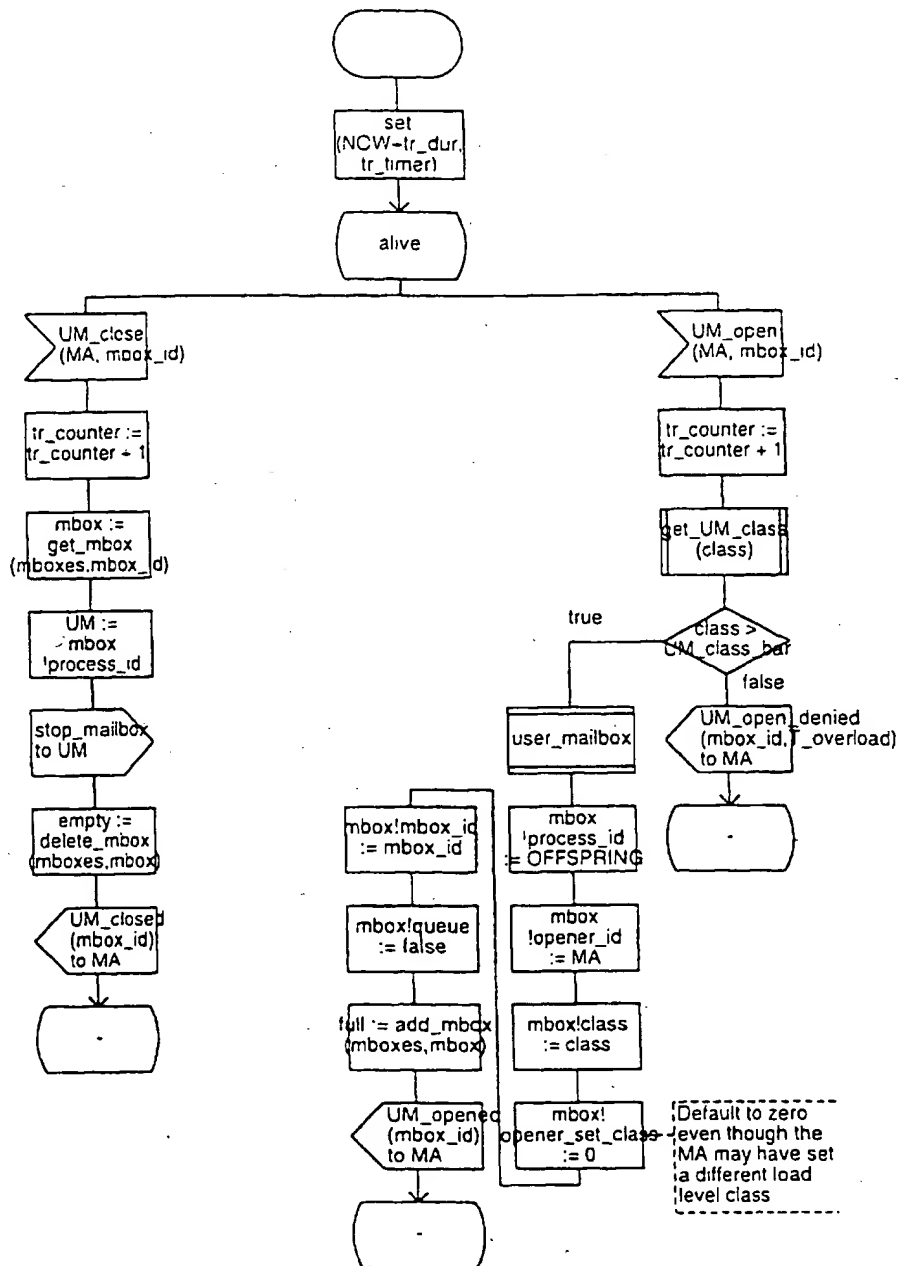 set
(NCW+tr_dur,
tr_timer)
alive
UM_close
(MA, mbox_id)
tr_counter :=
tr_counter + 1
mbox :=
get_mbox
(mboxes,mbox_id)
UM :=
mbox
!process_id
stop_mailbox
to UM
empty :=
delete_mbox
(mboxes,mbox)
UM_closed
(mbox_id)
to MA
-
UM_open
(MA, mbox_id)
tr_counter :=
tr_counter + 1
get_UM_class
(class)
class >
UM_class_bar
true
false
UM_open_denied
(mbox_id,T_overload)
to MA
-
user_mailbox
mbox
!process_id
:= OFFSPRING
mbox
!opener_id
:= MA
mbox!class
:= class
mbox!
opener_set_class
:= 0
Default to zero
even though the
MA may have set
a different load
level class
mbox!mbox_id
:= mbox_id
mbox!queue
:= false
full := add_mbox
(mboxes,mbox)
UM_opened
(mbox_id)
to MA
-